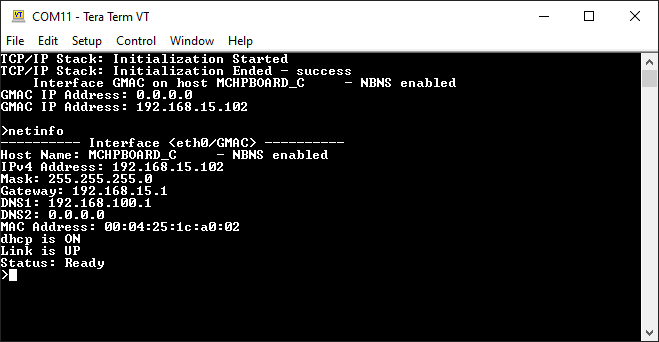 COM11 - Tera Term VT
File Edit Setup Control Window Help
TCP/IP Stack: Initialization Started
TCP/IP Stack: Initialization Ended - success
    Interface GMAC on host MCHPBOARD_C     - NBNS enabled
GMAC IP Address: 0.0.0.0
GMAC IP Address: 192.168.15.102
>netinfo
---------- Interface <eth0/GMAC> ----------
Host Name: MCHPBOARD_C     - NBNS enabled
IPv4 Address: 192.168.15.102
Mask: 255.255.255.0
Gateway: 192.168.15.1
DNS1: 192.168.100.1
DNS2: 0.0.0.0
MAC Address: 00:04:25:1c:a0:02
dhcp is ON
Link is UP
Status: Ready
>